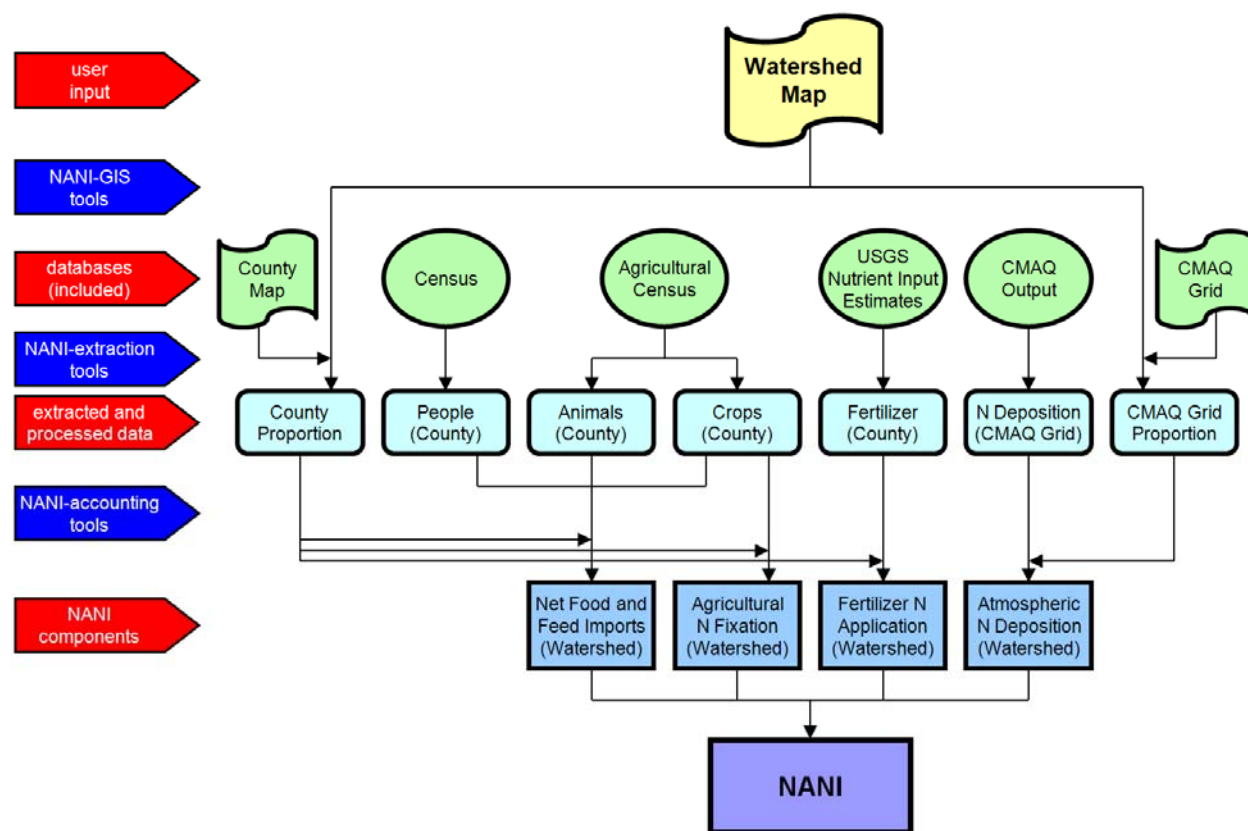 user
input
Watershed
Map
NANI-GIS
tools
databases
(included)
County
Map
Census
Agricultural
Census
USGS
Nutrient Input
Estimates
CMAQ
Output
CMAQ
Grid
NANI-extraction
tools
extracted and
processed data
County
Proportion
People
(County)
Animals
(County)
Crops
(County)
Fertilizer
(County)
N Deposition
(CMAQ Grid)
CMAQ Grid
Proportion
NANI-accounting
tools
NANI
components
Net Food and
Feed Imports
(Watershed)
Agricultural
N Fixation
(Watershed)
Fertilizer N
Application
(Watershed)
Atmospheric
N Deposition
(Watershed)
NANI